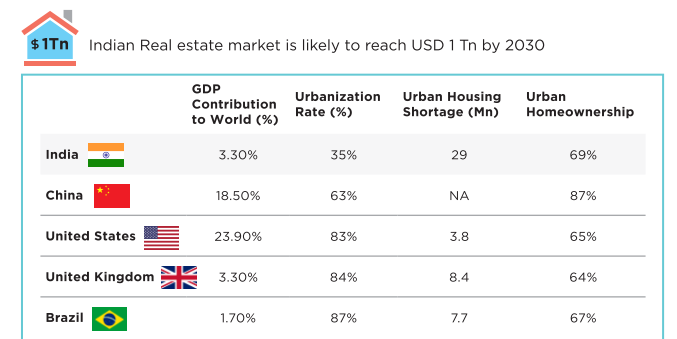 $ 1Tn
Indian Real estate market is likely to reach USD 1 Tn by 2030
GDP Contribution to World (%) Urbanization Rate (%) Urban Housing Shortage (Mn) Urban Homeownership
India 3.30% 35% 29 69%
China 18.50% 63% NA 87%
United States 23.90% 83% 3.8 65%
United Kingdom 3.30% 84% 8.4 64%
Brazil 1.70% 87% 7.7 67%